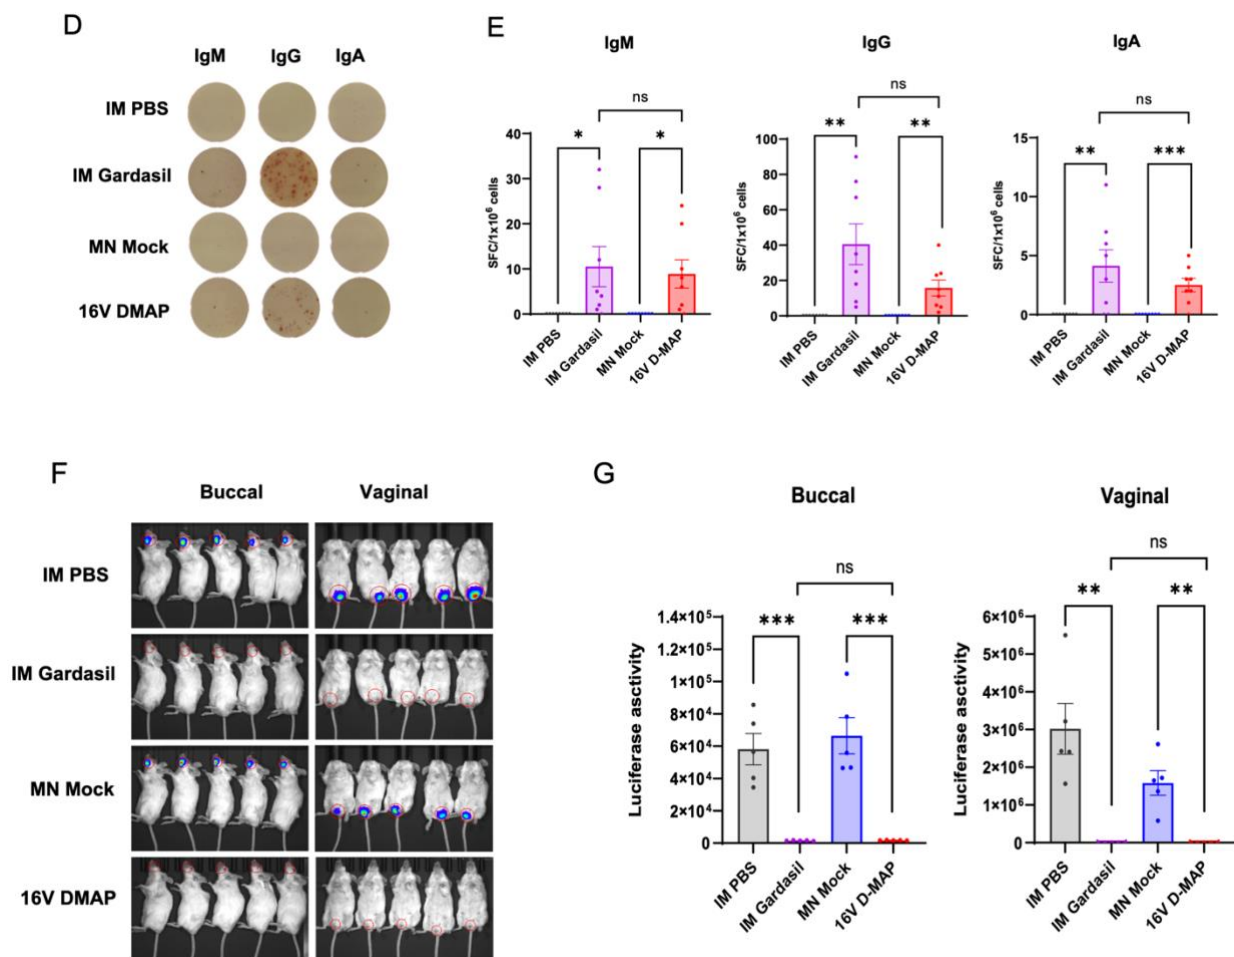 D
IgM IgG IgA
IM PBS
IM Gardasil
MN Mock
16V DMAP
E
IgM
ns
* *
40
30
20
10
0
SFC/1x10⁶ cells
IM PBS
IM Gardasil
MN Mock
16V D-MAP
IgG
ns
** **
100
80
60
40
20
0
SFC/1x10⁶ cells
IM PBS
IM Gardasil
MN Mock
16V D-MAP
IgA
ns
** ***
15
10
5
0
SFC/1x10⁶ cells
IM PBS
IM Gardasil
MN Mock
16V D-MAP
F
Buccal Vaginal
IM PBS
IM Gardasil
MN Mock
16V DMAP
G
Buccal
ns
*** ***
1.4×10⁵
1.2×10⁵
1.0×10⁵
8×10⁴
6×10⁴
4×10⁴
2×10⁴
0
Luciferase asctivity
IM PBS
IM Gardasil
MN Mock
16V D-MAP
Vaginal
ns
** **
6×10⁶
5×10⁶
4×10⁶
3×10⁶
2×10⁶
1×10⁶
0
Luciferase asctivity
IM PBS
IM Gardasil
MN Mock
16V D-MAP